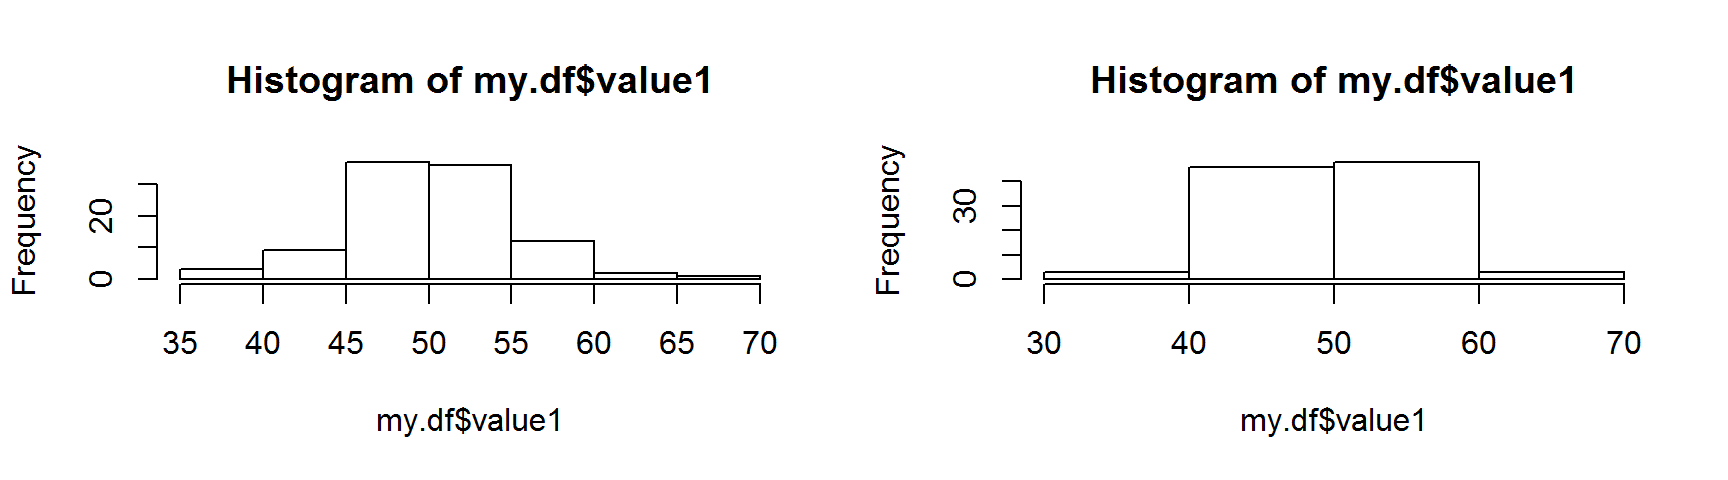 Histogram of my.df$value1
Frequency
0 20
35 40 45 50 55 60 65 70
my.df$value1
Histogram of my.df$value1
Frequency
0 30
30 40 50 60 70
my.df$value1